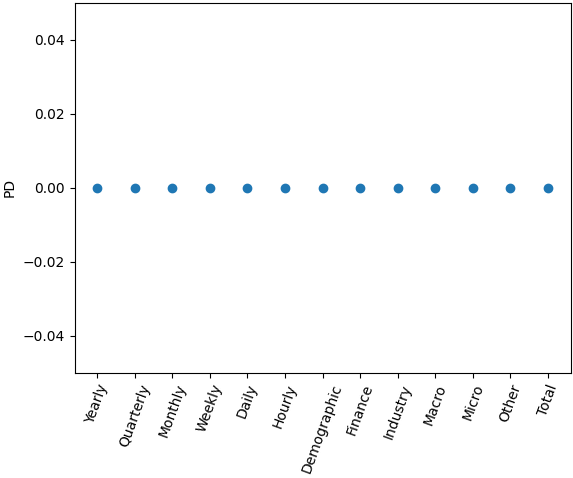 PD
0.04
0.02
0.00
−0.02
−0.04
Yearly
Quarterly
Monthly
Weekly
Daily
Hourly
Demographic
Finance
Industry
Macro
Micro
Other
Total